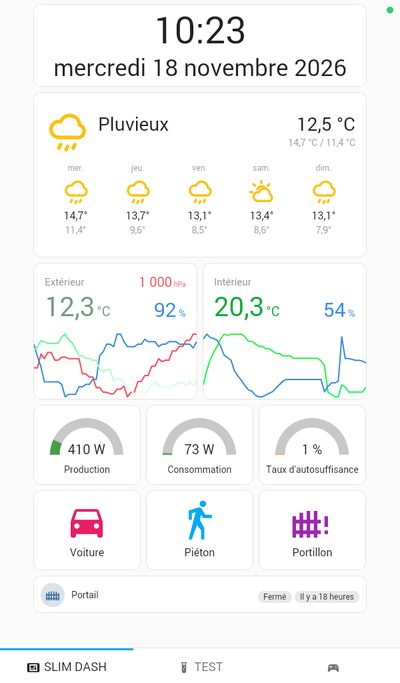 10:23
mercredi 18 novembre 2026
Pluvieux
12,5 °C
14,7 °C / 11,4 °C
mer. jeu. ven. sam. dim.
14,7° 13,7° 13,1° 13,4° 13,1°
11,4° 9,6° 8,5° 8,6° 7,9°
Extérieur 1 000 hPa
12,3 °C 92 %
Intérieur
20,3 °C 54 %
410 W 73 W 1 %
Production Consommation Taux d'autosuffisance
Voiture Piéton Portillon
Portail Fermé Il y a 18 heures
SLIM DASH TEST